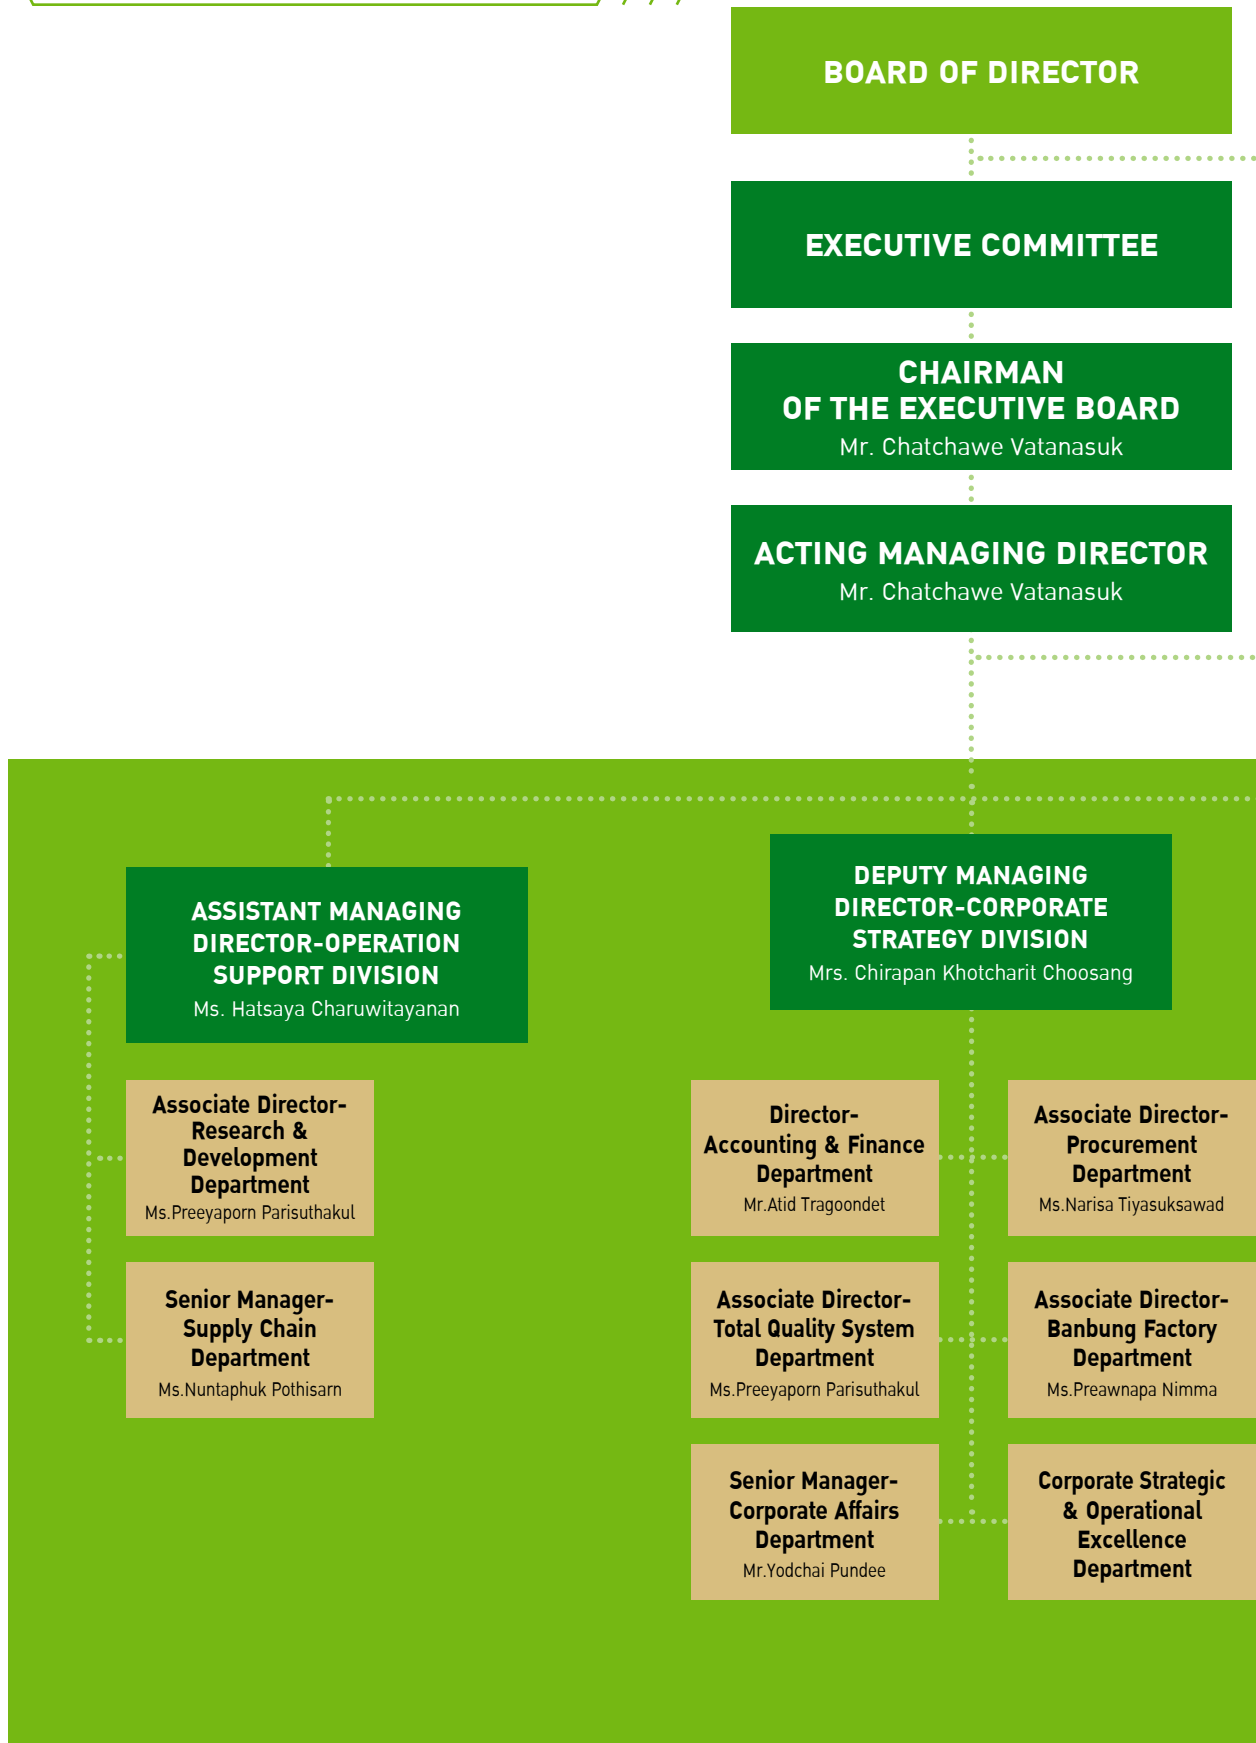 BOARD OF DIRECTOR
EXECUTIVE COMMITTEE
CHAIRMAN
OF THE EXECUTIVE BOARD
Mr. Chatchawe Vatanasuk
ACTING MANAGING DIRECTOR
Mr. Chatchawe Vatanasuk
ASSISTANT MANAGING
DIRECTOR-OPERATION
SUPPORT DIVISION
Ms. Hatsaya Charuwitayanan
Associate Director-
Research &
Development
Department
Ms.Preeyaporn Parisuthakul
Senior Manager-
Supply Chain
Department
Ms.Nuntaphuk Pothisarn
DEPUTY MANAGING
DIRECTOR-CORPORATE
STRATEGY DIVISION
Mrs. Chirapan Khotcharit Choosang
Director-
Accounting & Finance
Department
Mr.Atid Tragoondet
Associate Director-
Procurement
Department
Ms.Narisa Tiyasuksawad
Associate Director-
Total Quality System
Department
Ms.Preeyaporn Parisuthakul
Associate Director-
Banbung Factory
Department
Ms.Preawnapa Nimma
Senior Manager-
Corporate Affairs
Department
Mr.Yodchai Pundee
Corporate Strategic
& Operational
Excellence
Department